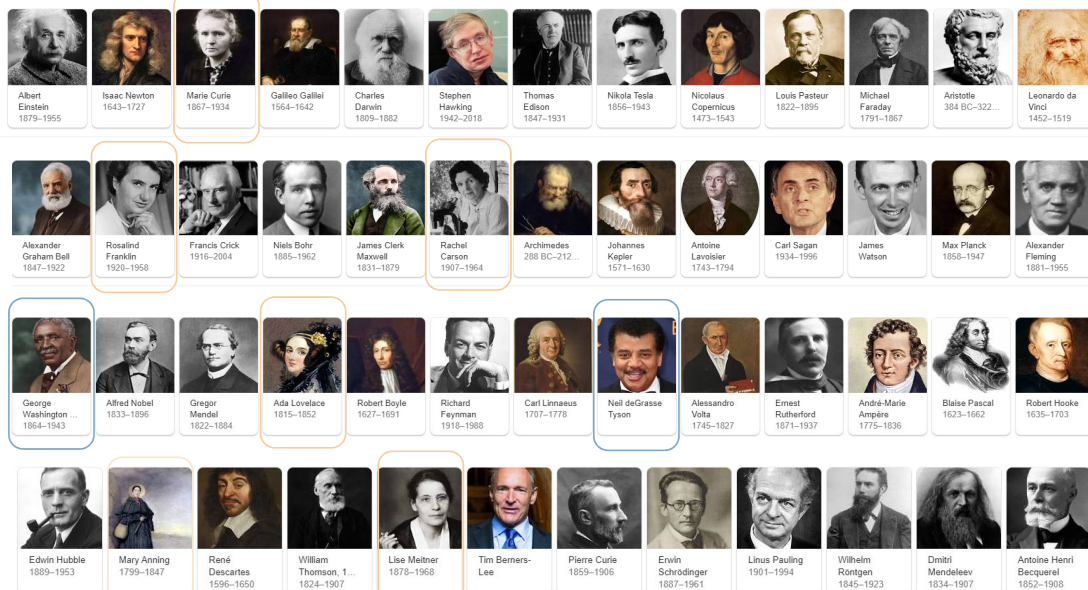 Albert
Einstein
1879–1955
Isaac Newton
1643–1727
Marie Curie
1867–1934
Galileo Galilei
1564–1642
Charles
Darwin
1809–1882
Stephen
Hawking
1942–2018
Thomas
Edison
1847–1931
Nikola Tesla
1856–1943
Nicolaus
Copernicus
1473–1543
Louis Pasteur
1822–1895
Michael
Faraday
1791–1867
Aristotle
384 BC–322...
Leonardo da
Vinci
1452–1519
Alexander
Graham Bell
1847–1922
Rosalind
Franklin
1920–1958
Francis Crick
1916–2004
Niels Bohr
1885–1962
James Clerk
Maxwell
1831–1879
Rachel
Carson
1907–1964
Archimedes
288 BC–212...
Johannes
Kepler
1571–1630
Antoine
Lavoisier
1743–1794
Carl Sagan
1934–1996
James
Watson
Max Planck
1858–1947
Alexander
Fleming
1881–1955
George
Washington ...
1864–1943
Alfred Nobel
1833–1896
Gregor
Mendel
1822–1884
Ada Lovelace
1815–1852
Robert Boyle
1627–1691
Richard
Feynman
1918–1988
Carl Linnaeus
1707–1778
Neil deGrasse
Tyson
Alessandro
Volta
1745–1827
Ernest
Rutherford
1871–1937
André-Marie
Ampère
1775–1836
Blaise Pascal
1623–1662
Robert Hooke
1635–1703
Edwin Hubble
1889–1953
Mary Anning
1799–1847
René
Descartes
1596–1650
William
Thomson, 1...
1824–1907
Lise Meitner
1878–1968
Tim Berners-
Lee
Pierre Curie
1859–1906
Erwin
Schrödinger
1887–1961
Linus Pauling
1901–1994
Wilhelm
Röntgen
1845–1923
Dmitri
Mendeleev
1834–1907
Antoine Henri
Becquerel
1852–1908